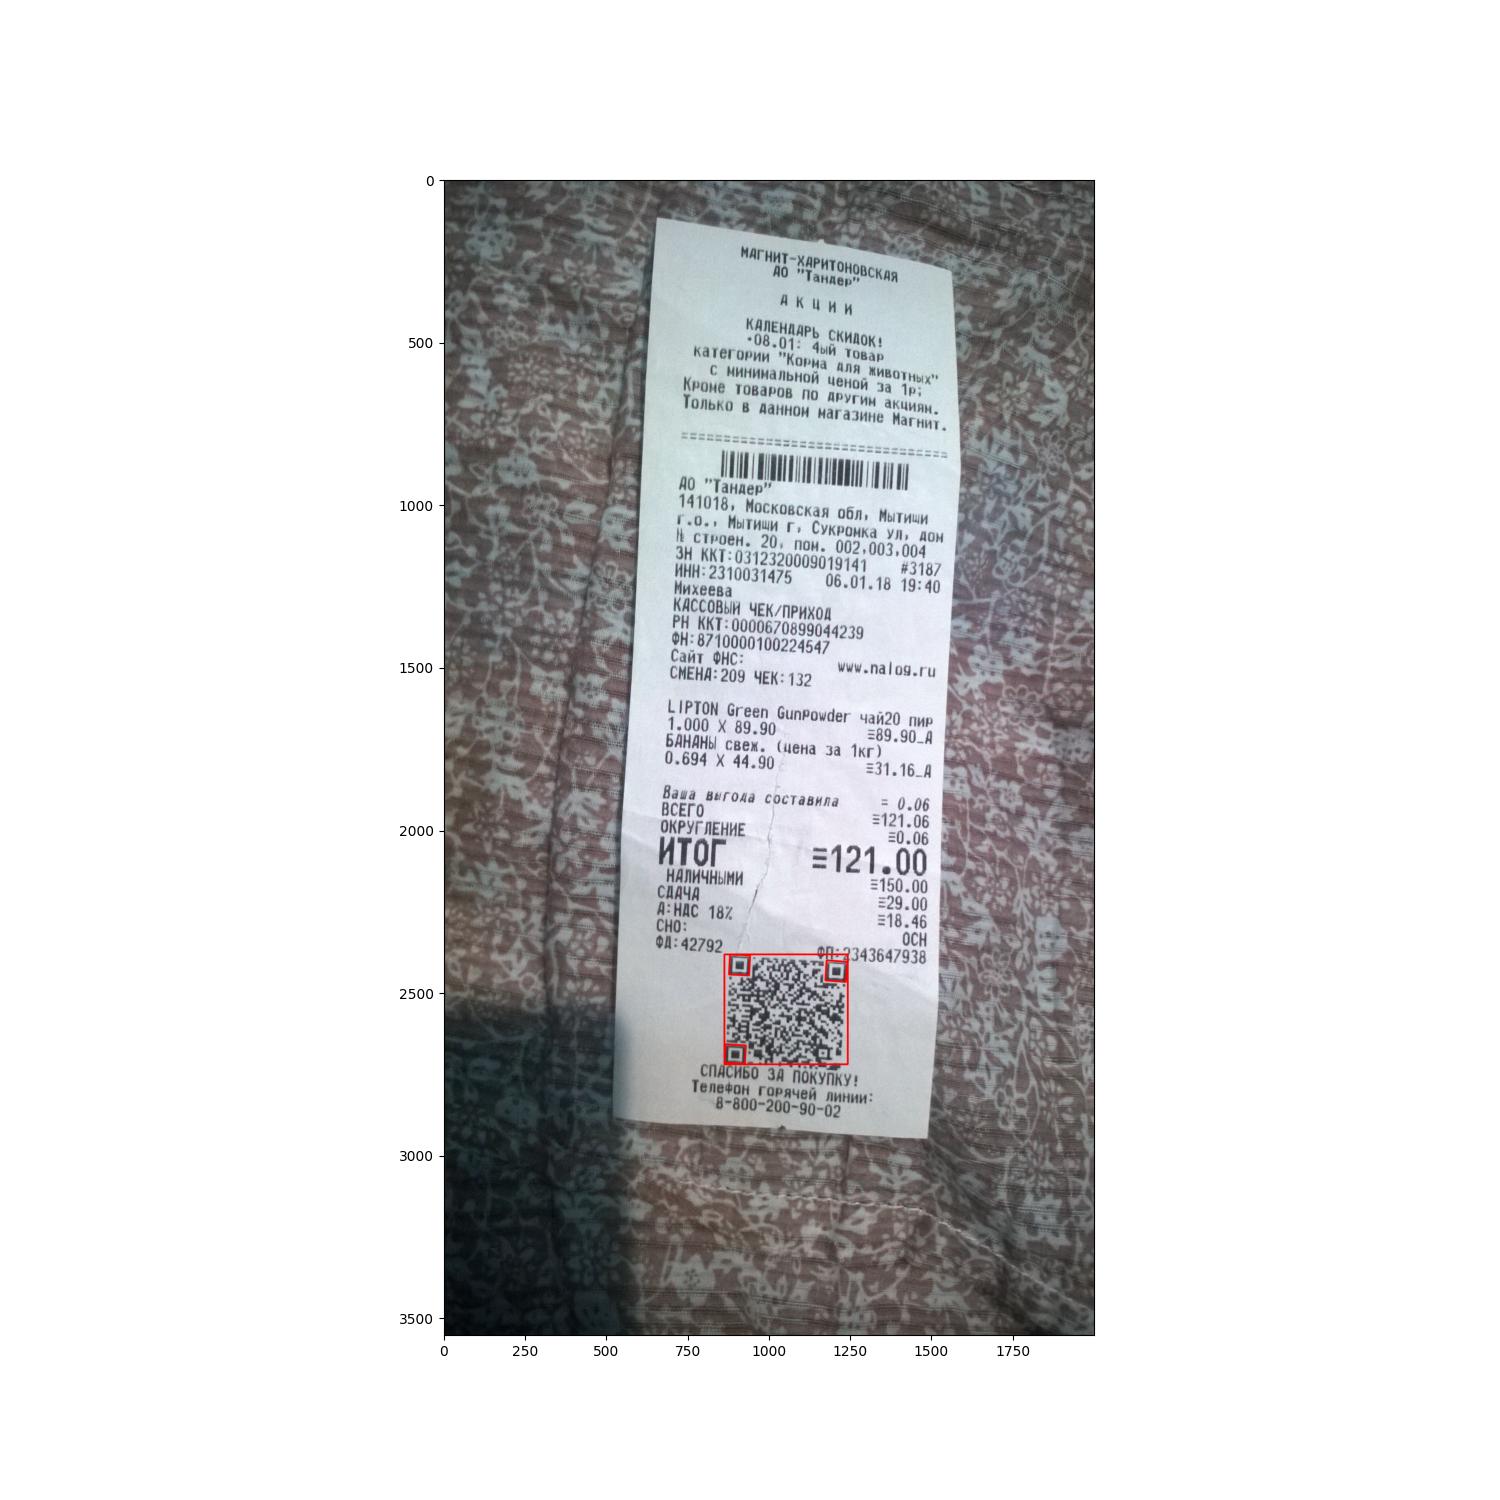 МАГНИТ-ХАРИТОНОВСКАЯ
АО "Тандер"
АКЦИИ
КАЛЕНДАРЬ СКИДОК!
·08.01: 4ый товар
категории "Корма для животных"
с минимальной ценой за 1р;
Кроме товаров по другим акциям.
Только в данном магазине Магнит.
================================
АО "Тандер"
141018, Московская обл, Мытищи
г.о., Мытищи г, Сукромка ул, дом
№ строен. 20, пом. 002,003,004
ЗН ККТ:0312320009019141 #3187
ИНН:2310031475 06.01.18 19:40
Михеева
КАССОВЫЙ ЧЕК/ПРИХОД
РН ККТ:0000670899044239
ФН:8710000100224547
Сайт ФНС: www.nalog.ru
СМЕНА:209 ЧЕК:132
LIPTON Green GunPowder чай20 пир
1.000 X 89.90 ≡89.90_А
БАНАНЫ свеж. (цена за 1кг)
0.694 X 44.90 ≡31.16_А
Ваша выгода составила = 0.06
ВСЕГО ≡121.06
ОКРУГЛЕНИЕ ≡0.06
ИТОГ ≡121.00
НАЛИЧНЫМИ ≡150.00
СДАЧА ≡29.00
А:НДС 18% ≡18.46
СНО: ОСН
ФД:42792 ФП:2343647938
СПАСИБО ЗА ПОКУПКУ!
Телефон горячей линии:
8-800-200-90-02
0
500
1000
1500
2000
2500
3000
3500
0 250 500 750 1000 1250 1500 1750